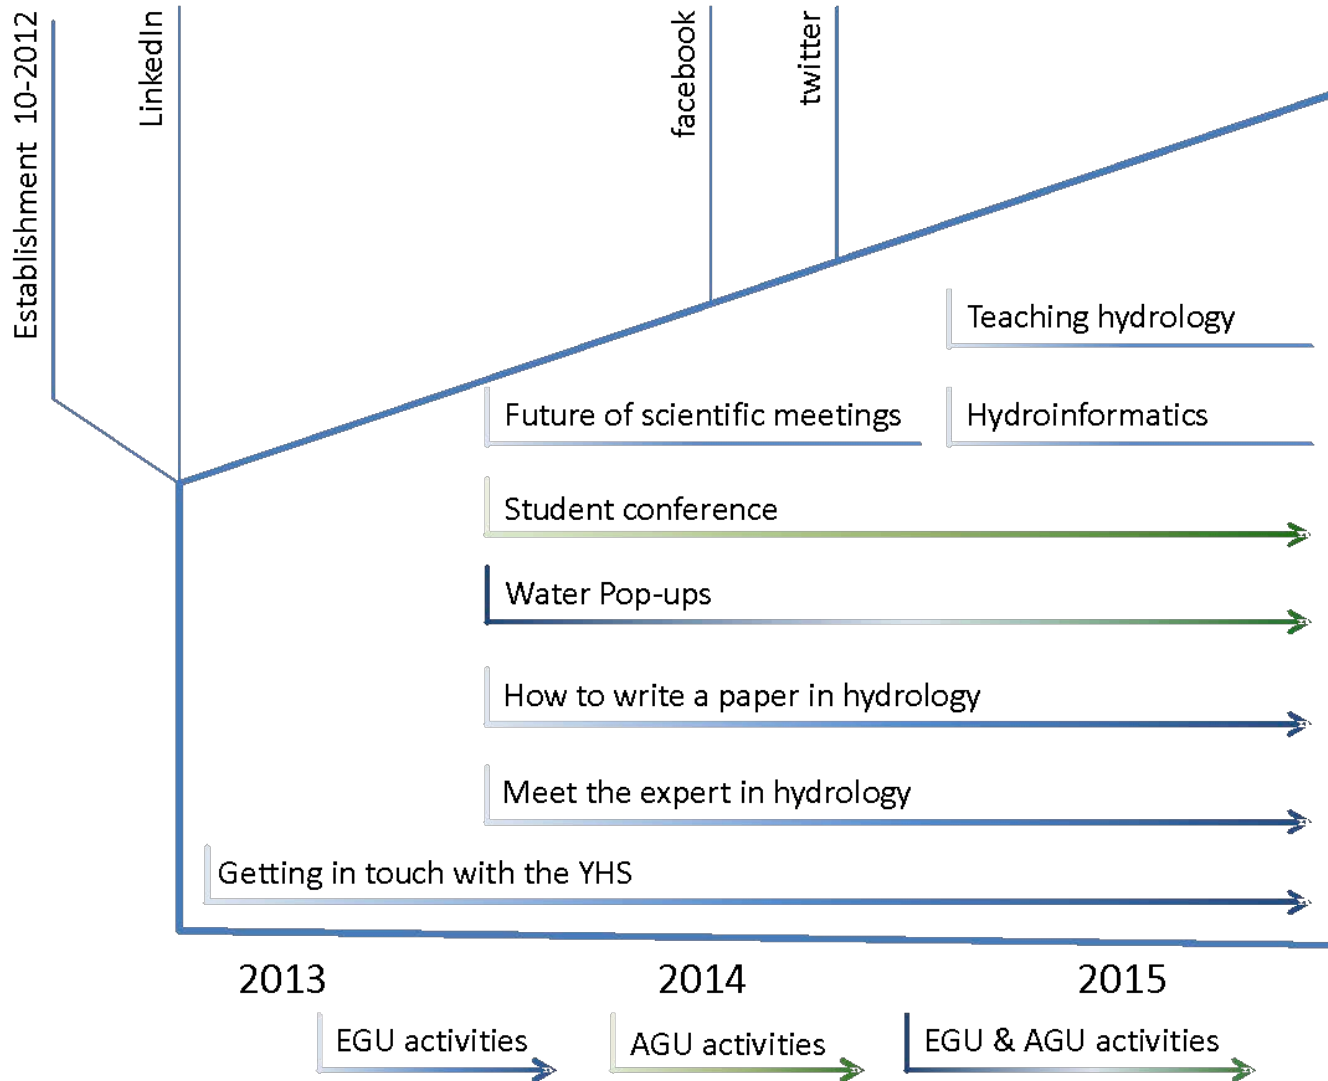 Establishment 10-2012
LinkedIn
facebook
twitter
Teaching hydrology
Future of scientific meetings
Hydroinformatics
Student conference
Water Pop-ups
How to write a paper in hydrology
Meet the expert in hydrology
Getting in touch with the YHS
2013
2014
2015
EGU activities
AGU activities
EGU & AGU activities